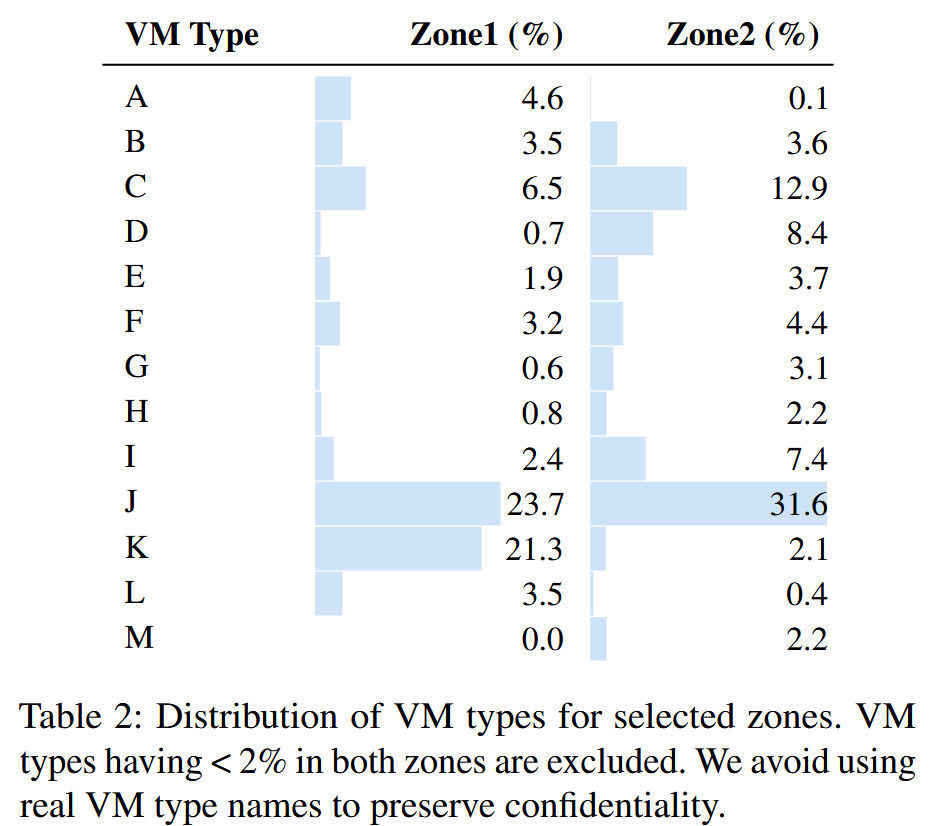 VM Type Zone1 (%) Zone2 (%)
A 4.6 0.1
B 3.5 3.6
C 6.5 12.9
D 0.7 8.4
E 1.9 3.7
F 3.2 4.4
G 0.6 3.1
H 0.8 2.2
I 2.4 7.4
J 23.7 31.6
K 21.3 2.1
L 3.5 0.4
M 0.0 2.2
Table 2: Distribution of VM types for selected zones. VM
types having < 2% in both zones are excluded. We avoid using
real VM type names to preserve confidentiality.